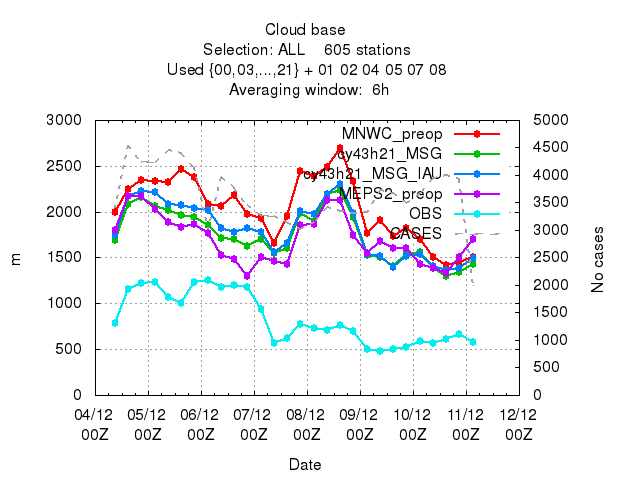 Cloud base
Selection: ALL    605 stations
Used {00,03,...,21} + 01 02 04 05 07 08
Averaging window:  6h
m
No cases
3000
2500
2000
1500
1000
500
0
5000
4500
4000
3500
3000
2500
2000
1500
1000
500
0
MNWC_preop
cy43h21_MSG
cy43h21_MSG_IAU
MEPS2_preop
OBS
CASES
04/12 05/12 06/12 07/12 08/12 09/12 10/12 11/12 12/12
00Z 00Z 00Z 00Z 00Z 00Z 00Z 00Z 00Z
Date